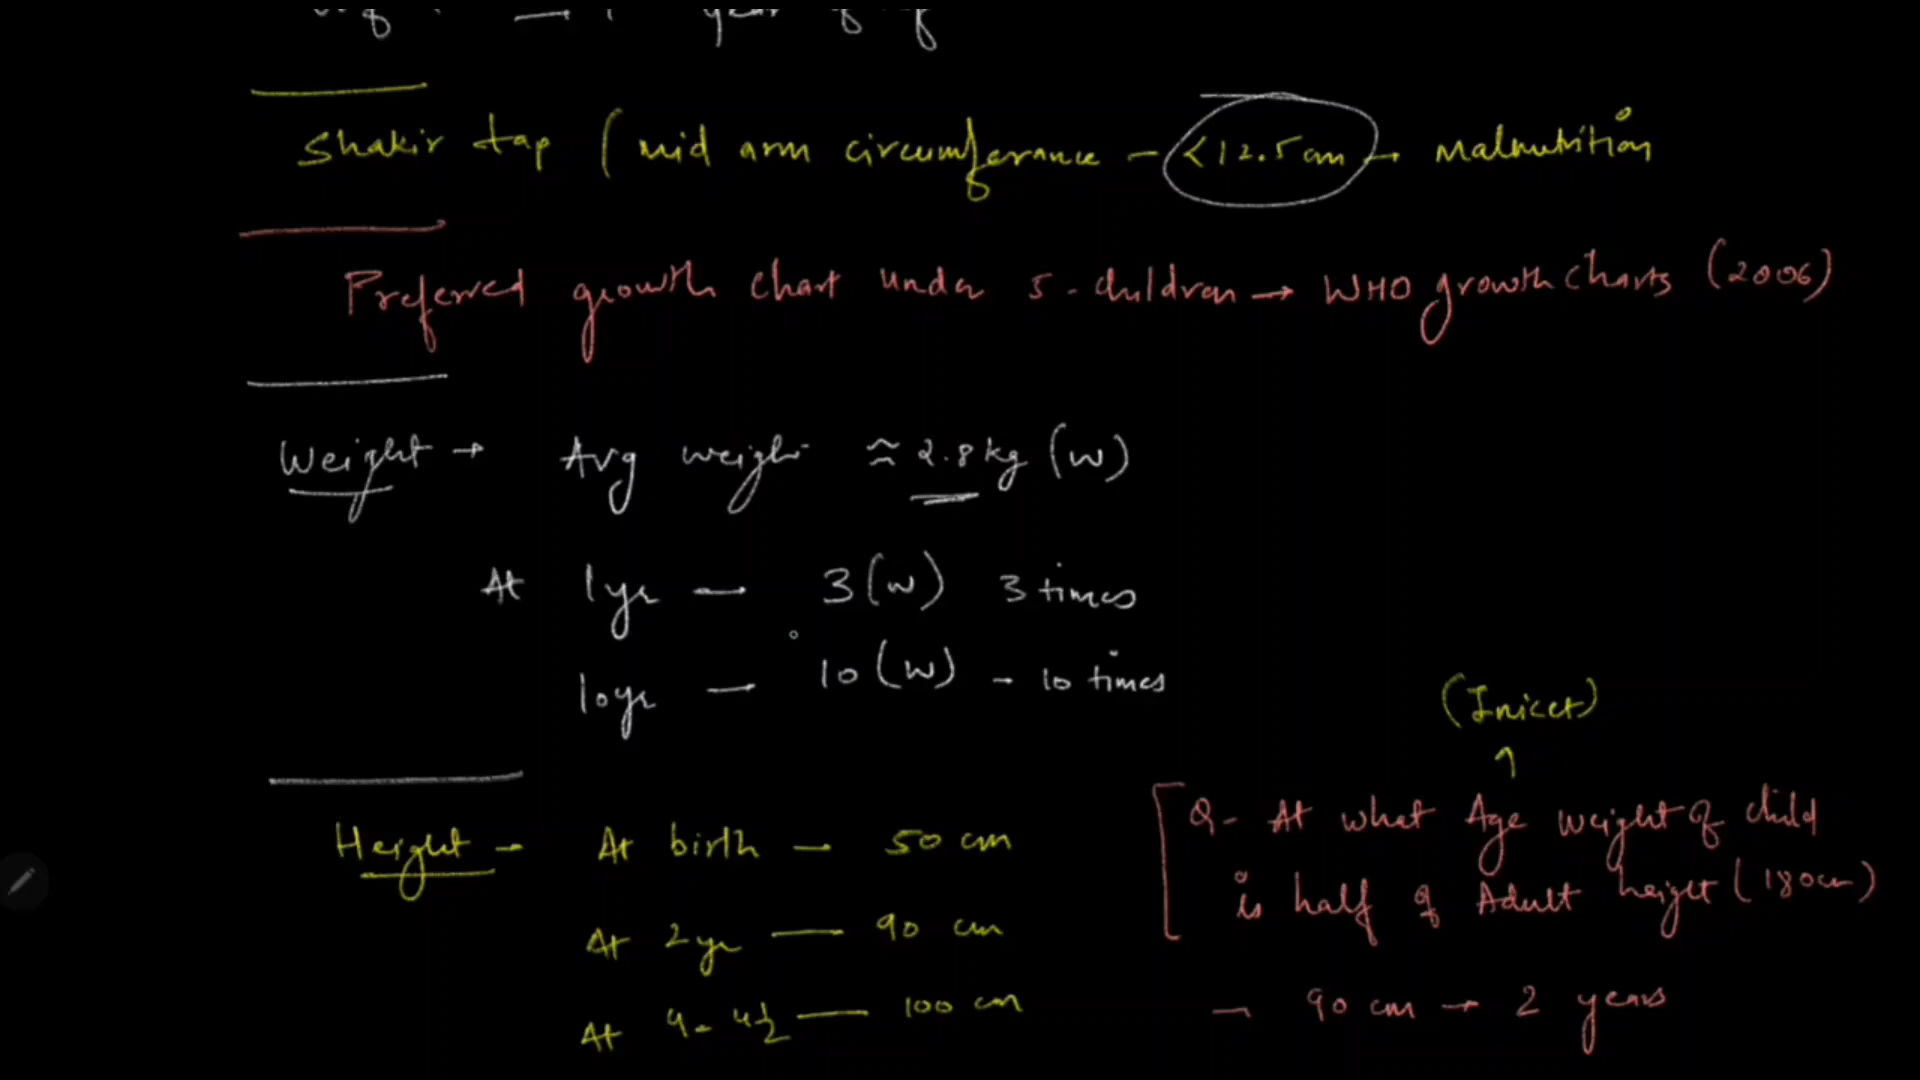 year of
Shakir tap ( mid arm circumferance - <12.5 cm → malnutrition
Preferred growth chart under 5 - children → WHO growth charts (2006)
Weight → Avg weight ≈ 2.8 kg (W)
At 1 yr — 3 (W) 3 times
10 yr — 10 (W) - 10 times
(Inicet)
↑
Height - At birth - 50 cm
At 2 yr — 90 cm
At 4 - 4½ — 100 cm
Q - At what Age weight of child
is half of Adult height (180 cm)
→ 90 cm → 2 years